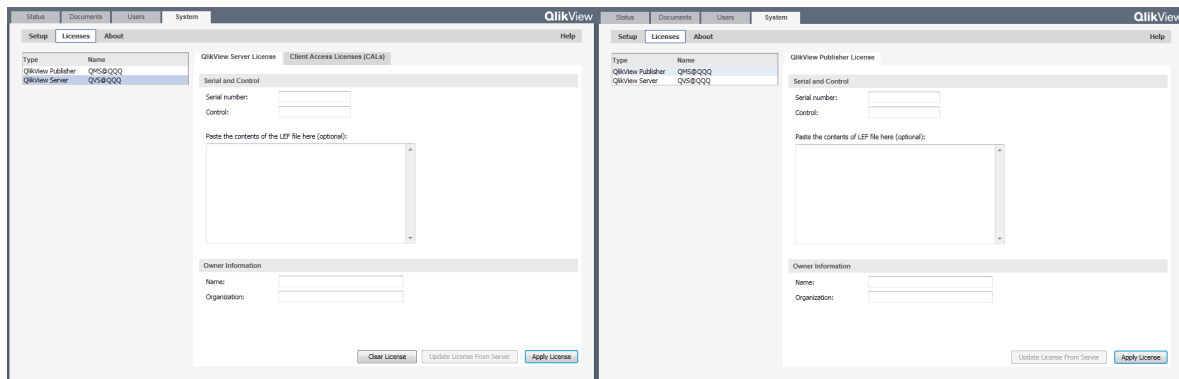 Status Documents Users System QlikView
Setup Licenses About Help
Type Name
QlikView Publisher QMS@QQQ
QlikView Server QVS@QQQ
QlikView Server License Client Access Licenses (CALs)
Serial and Control
Serial number:
Control:
Paste the contents of the LEF file here (optional):
Owner Information
Name:
Organization:
Clear License Update License From Server Apply License
Status Documents Users System QlikView
Setup Licenses About Help
Type Name
QlikView Publisher QMS@QQQ
QlikView Server QVS@QQQ
QlikView Publisher License
Serial and Control
Serial number:
Control:
Paste the contents of LEF file here (optional):
Owner Information
Name:
Organization:
Update License From Server Apply License